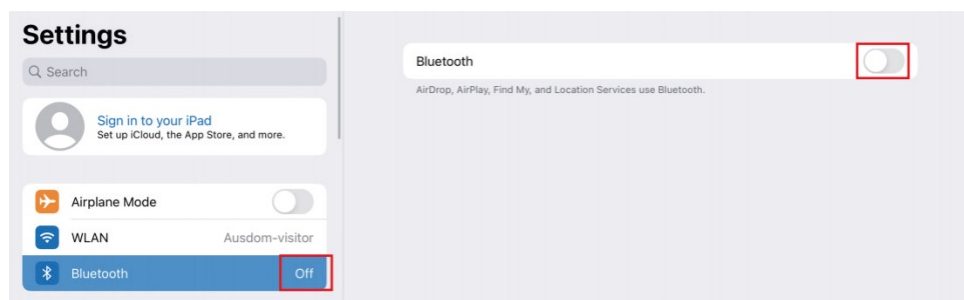 Settings
Search
Sign in to your iPad
Set up iCloud, the App Store, and more.
Airplane Mode
WLAN Ausdom-visitor
Bluetooth Off
Bluetooth
AirDrop, AirPlay, Find My, and Location Services use Bluetooth.